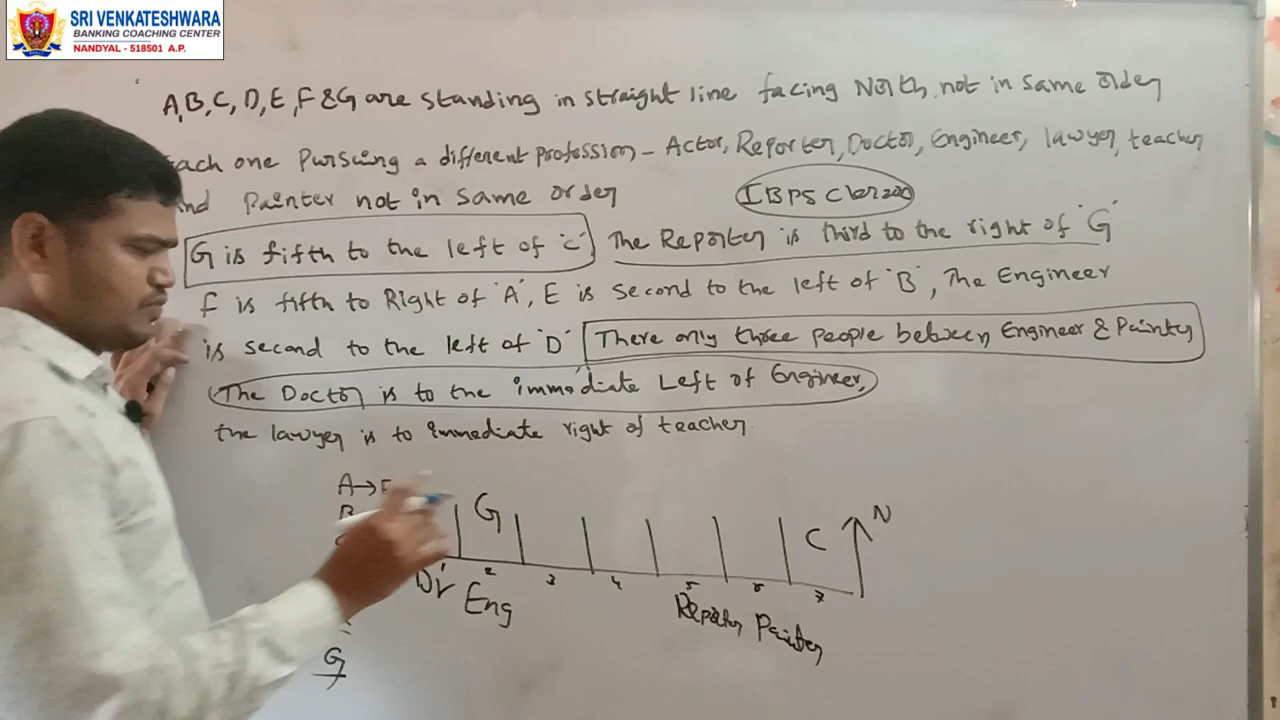 SRI VENKATESHWARA
BANKING COACHING CENTER
NANDYAL - 518501 A.P.
A,B,C,D,E,F&G are standing in straight line facing North, not in same order
ach one Pursuing a different profession - Actor, Reporter, Doctor, Engineer, lawyer, teacher
nd Painter not in same order
IBPS
G is fifth to the left of 'C' The Reporter is third to the right of 'G'
F is fifth to Right of 'A', E is second to the left of 'B', The Engineer
is second to the left of 'D' There only three people between Engineer & Painter
The Doctor is to the immediate Left of Engineer,
the lawyer is to immediate right of teacher.
A→
B
G
G C N
2 3 4 5 6 7
Dr Eng Reporter Painter